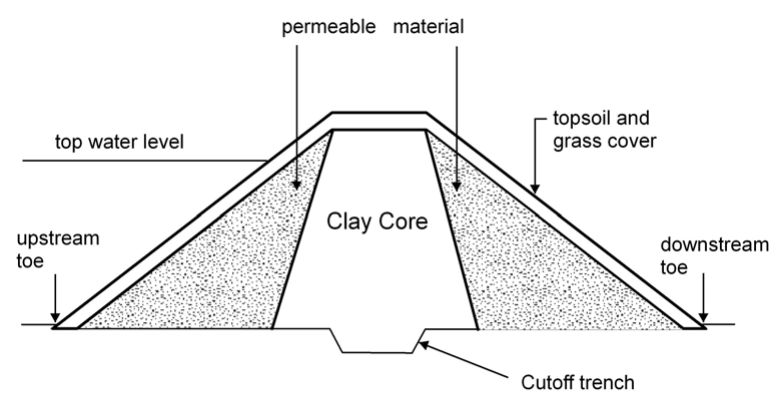 permeable material
topsoil and
grass cover
top water level
Clay Core
upstream
toe
downstream
toe
Cutoff trench